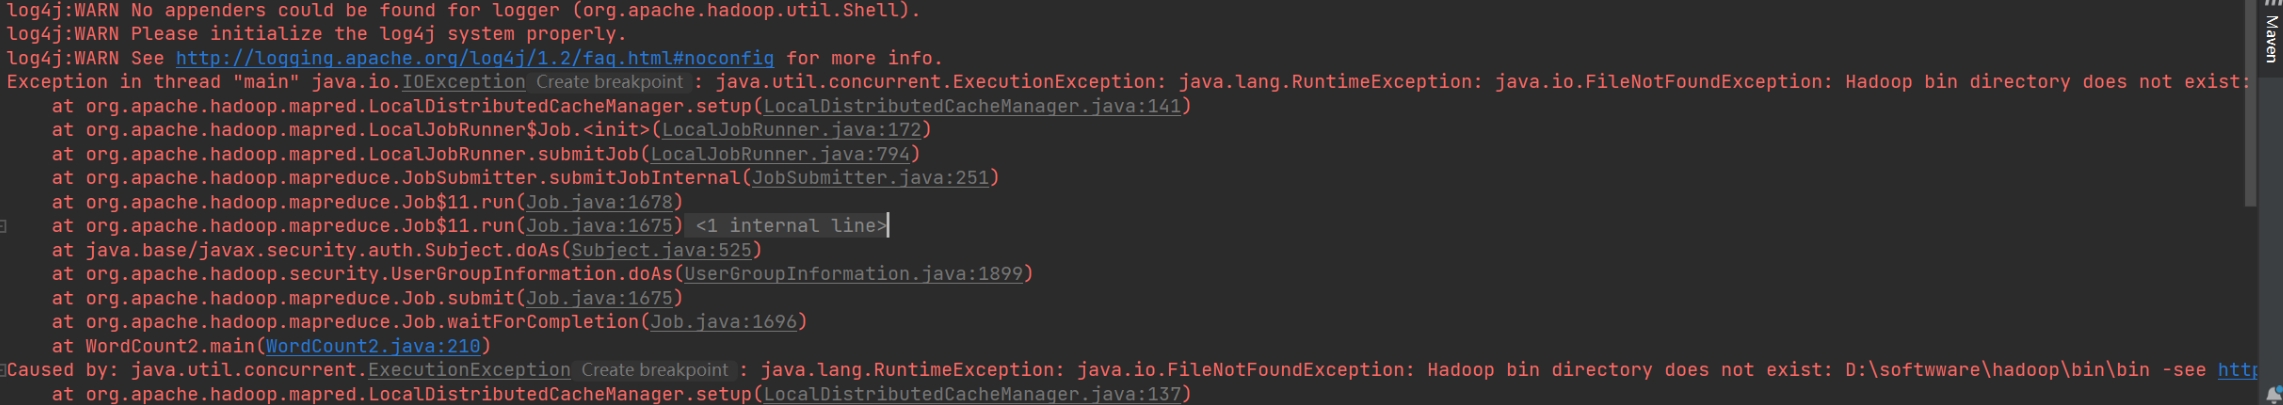 log4j:WARN No appenders could be found for logger (org.apache.hadoop.util.Shell).
log4j:WARN Please initialize the log4j system properly.
log4j:WARN See http://logging.apache.org/log4j/1.2/faq.html#noconfig for more info.
Exception in thread "main" java.io.IOException Create breakpoint : java.util.concurrent.ExecutionException: java.lang.RuntimeException: java.io.FileNotFoundException: Hadoop bin directory does not exist:
at org.apache.hadoop.mapred.LocalDistributedCacheManager.setup(LocalDistributedCacheManager.java:141)
at org.apache.hadoop.mapred.LocalJobRunner$Job.<init>(LocalJobRunner.java:172)
at org.apache.hadoop.mapred.LocalJobRunner.submitJob(LocalJobRunner.java:794)
at org.apache.hadoop.mapreduce.JobSubmitter.submitJobInternal(JobSubmitter.java:251)
at org.apache.hadoop.mapreduce.Job$11.run(Job.java:1678)
at org.apache.hadoop.mapreduce.Job$11.run(Job.java:1675) <1 internal line>
at java.base/javax.security.auth.Subject.doAs(Subject.java:525)
at org.apache.hadoop.security.UserGroupInformation.doAs(UserGroupInformation.java:1899)
at org.apache.hadoop.mapreduce.Job.submit(Job.java:1675)
at org.apache.hadoop.mapreduce.Job.waitForCompletion(Job.java:1696)
at WordCount2.main(WordCount2.java:210)
Caused by: java.util.concurrent.ExecutionException Create breakpoint : java.lang.RuntimeException: java.io.FileNotFoundException: Hadoop bin directory does not exist: D:\softwware\hadoop\bin\bin -see http
at org.apache.hadoop.mapred.LocalDistributedCacheManager.setup(LocalDistributedCacheManager.java:137)
Maven